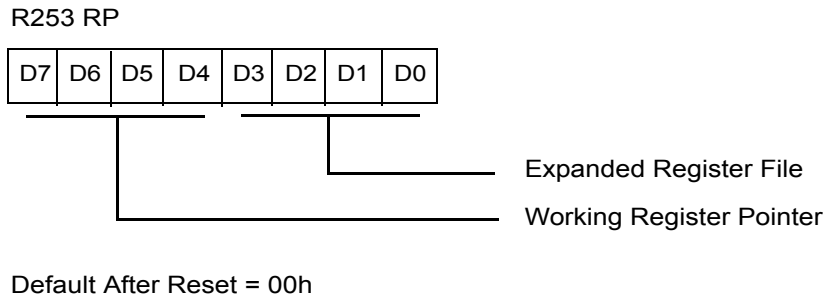 R253 RP
D7 D6 D5 D4 D3 D2 D1 D0
Expanded Register File
Working Register Pointer
Default After Reset = 00h